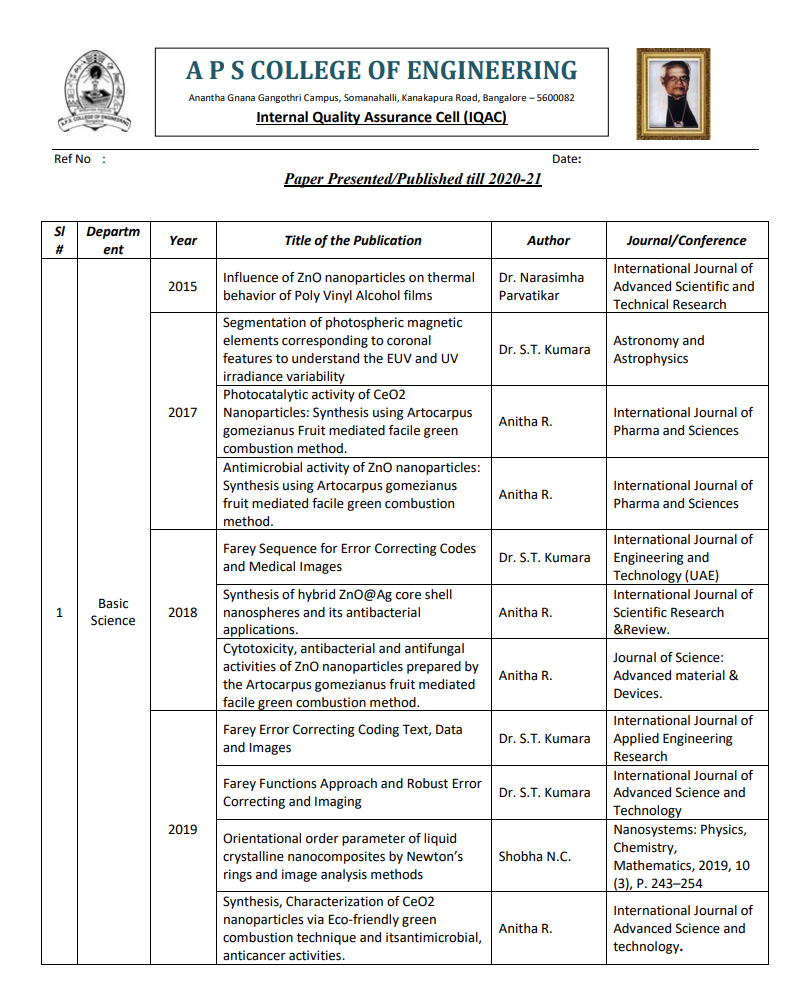 A P S COLLEGE OF ENGINEERING
Anantha Gnana Gangothri Campus, Somanahalli, Kanakapura Road, Bangalore – 5600082
Internal Quality Assurance Cell (IQAC)
Ref No :
Date:
Paper Presented/Published till 2020-21
Sl
#
Departm
ent
Year
Title of the Publication
Author
Journal/Conference
1
Basic
Science
2015
Influence of ZnO nanoparticles on thermal
behavior of Poly Vinyl Alcohol films
Dr. Narasimha
Parvatikar
International Journal of
Advanced Scientific and
Technical Research
2017
Segmentation of photospheric magnetic
elements corresponding to coronal
features to understand the EUV and UV
irradiance variability
Dr. S.T. Kumara
Astronomy and
Astrophysics
Photocatalytic activity of CeO2
Nanoparticles: Synthesis using Artocarpus
gomezianus Fruit mediated facile green
combustion method.
Anitha R.
International Journal of
Pharma and Sciences
Antimicrobial activity of ZnO nanoparticles:
Synthesis using Artocarpus gomezianus
fruit mediated facile green combustion
method.
Anitha R.
International Journal of
Pharma and Sciences
2018
Farey Sequence for Error Correcting Codes
and Medical Images
Dr. S.T. Kumara
International Journal of
Engineering and
Technology (UAE)
Synthesis of hybrid ZnO@Ag core shell
nanospheres and its antibacterial
applications.
Anitha R.
International Journal of
Scientific Research
&Review.
Cytotoxicity, antibacterial and antifungal
activities of ZnO nanoparticles prepared by
the Artocarpus gomezianus fruit mediated
facile green combustion method.
Anitha R.
Journal of Science:
Advanced material &
Devices.
2019
Farey Error Correcting Coding Text, Data
and Images
Dr. S.T. Kumara
International Journal of
Applied Engineering
Research
Farey Functions Approach and Robust Error
Correcting and Imaging
Dr. S.T. Kumara
International Journal of
Advanced Science and
Technology
Orientational order parameter of liquid
crystalline nanocomposites by Newton's
rings and image analysis methods
Shobha N.C.
Nanosystems: Physics,
Chemistry,
Mathematics, 2019, 10
(3), P. 243–254
Synthesis, Characterization of CeO2
nanoparticles via Eco-friendly green
combustion technique and itsantimicrobial,
anticancer activities.
Anitha R.
International Journal of
Advanced Science and
technology.